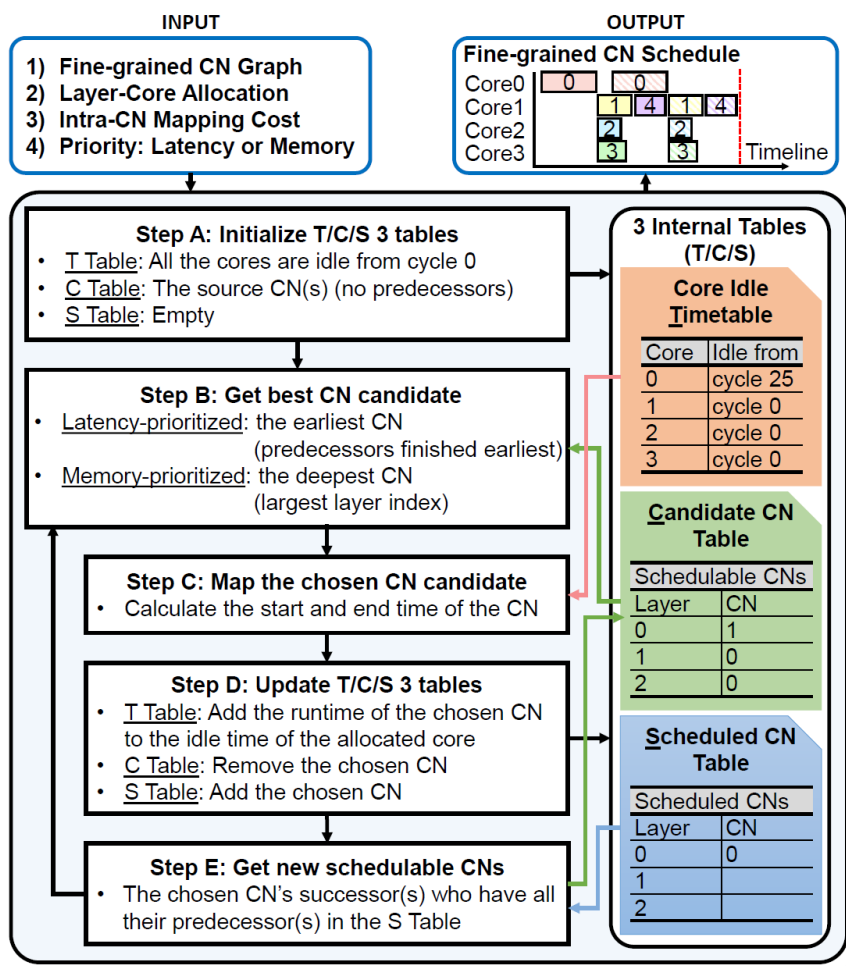 INPUT
1) Fine-grained CN Graph
2) Layer-Core Allocation
3) Intra-CN Mapping Cost
4) Priority: Latency or Memory
OUTPUT
Fine-grained CN Schedule
Core0 0 0
Core1 1 4 1 4
Core2 2 2
Core3 3 3
Timeline
Step A: Initialize T/C/S 3 tables
• T Table: All the cores are idle from cycle 0
• C Table: The source CN(s) (no predecessors)
• S Table: Empty
Step B: Get best CN candidate
• Latency-prioritized: the earliest CN
(predecessors finished earliest)
• Memory-prioritized: the deepest CN
(largest layer index)
Step C: Map the chosen CN candidate
• Calculate the start and end time of the CN
Step D: Update T/C/S 3 tables
• T Table: Add the runtime of the chosen CN
to the idle time of the allocated core
• C Table: Remove the chosen CN
• S Table: Add the chosen CN
Step E: Get new schedulable CNs
• The chosen CN's successor(s) who have all
their predecessor(s) in the S Table
3 Internal Tables
(T/C/S)
Core Idle
Timetable
Core Idle from
0 cycle 25
1 cycle 0
2 cycle 0
3 cycle 0
Candidate CN
Table
Schedulable CNs
Layer CN
0 1
1 0
2 0
Scheduled CN
Table
Scheduled CNs
Layer CN
0 0
1
2